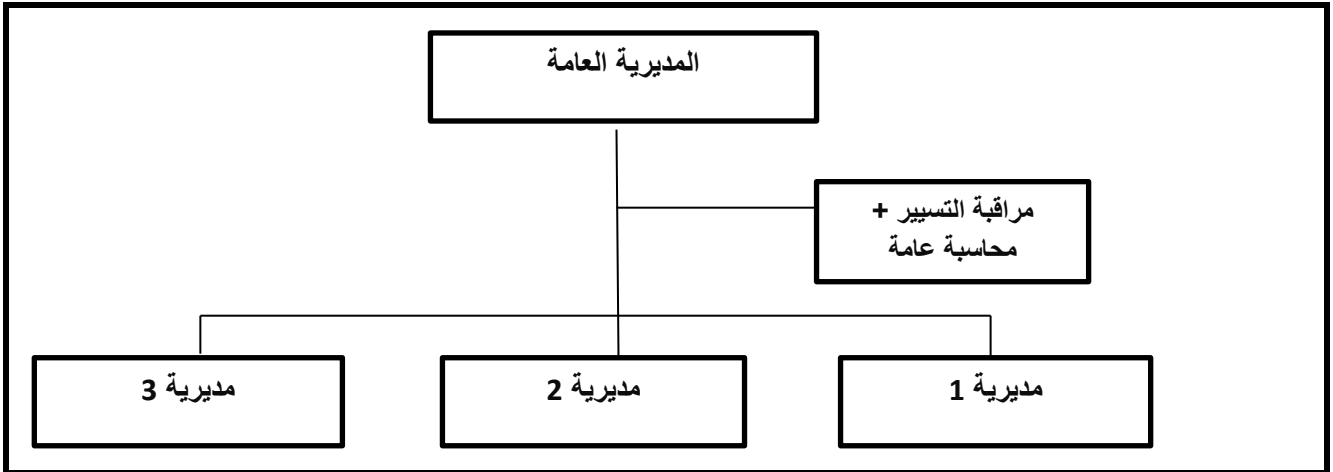 المديرية العامة
مراقبة التسيير +
محاسبة عامة
مديرية 1
مديرية 2
مديرية 3